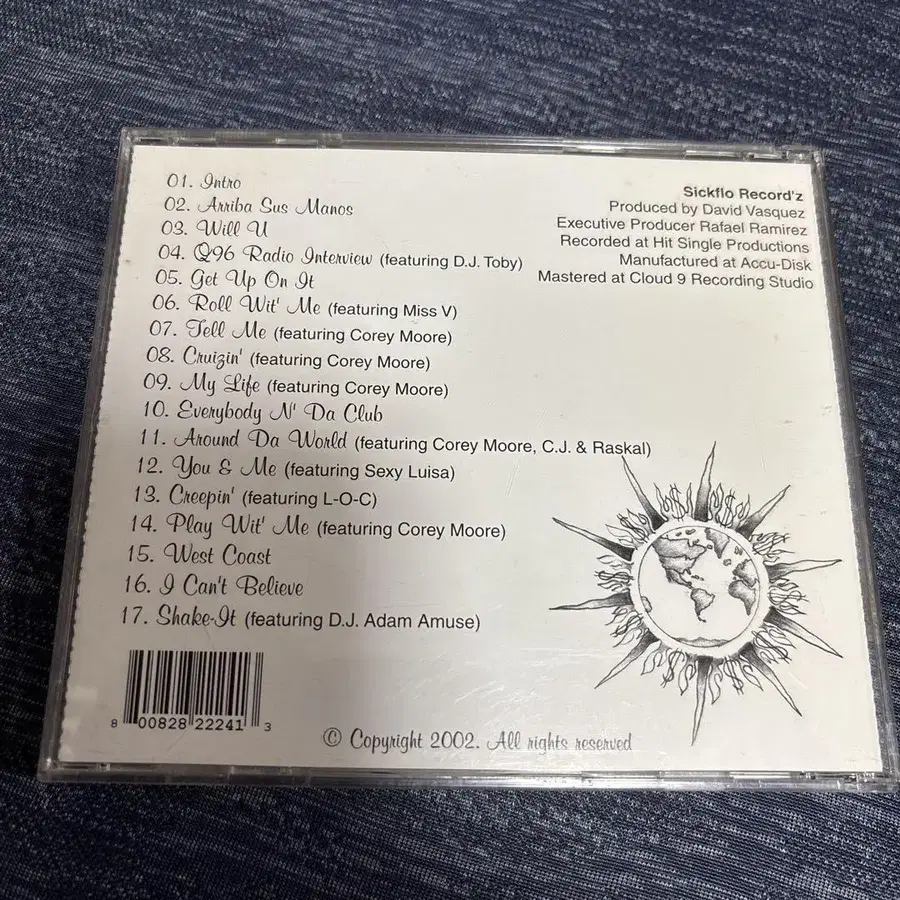 01. Intro
02. Arriba Sus Manos
03. Will U
04. Q96 Radio Interview (featuring D.J. Toby)
05. Get Up On It
06. Roll Wit' Me (featuring Miss V)
07. Tell Me (featuring Corey Moore)
08. Cruizin' (featuring Corey Moore)
09. My Life (featuring Corey Moore)
10. Everybody N' Da Club
11. Around Da World (featuring Corey Moore, C.J. & Raskal)
12. You & Me (featuring Sexy Luisa)
13. Creepin' (featuring L-O-C)
14. Play Wit' Me (featuring Corey Moore)
15. West Coast
16. I Can't Believe
17. Shake-It (featuring D.J. Adam Amuse)
Sickflo Record'z
Produced by David Vasquez
Executive Producer Rafael Ramirez
Recorded at Hit Single Productions
Manufactured at Accu-Disk
Mastered at Cloud 9 Recording Studio
8 00828 22241 3
© Copyright 2002. All rights reserved